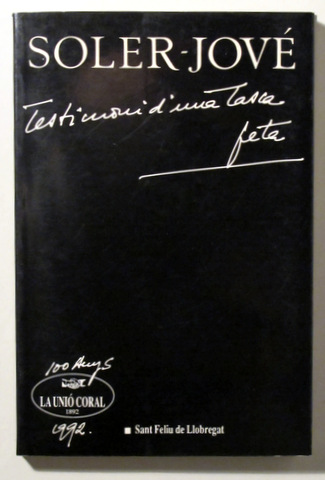 SOLER-JOVÉ
Testimoni d'una Tasca
feta
100 Anys
LA UNIÓ CORAL
1892
1992.
■ Sant Feliu de Llobregat